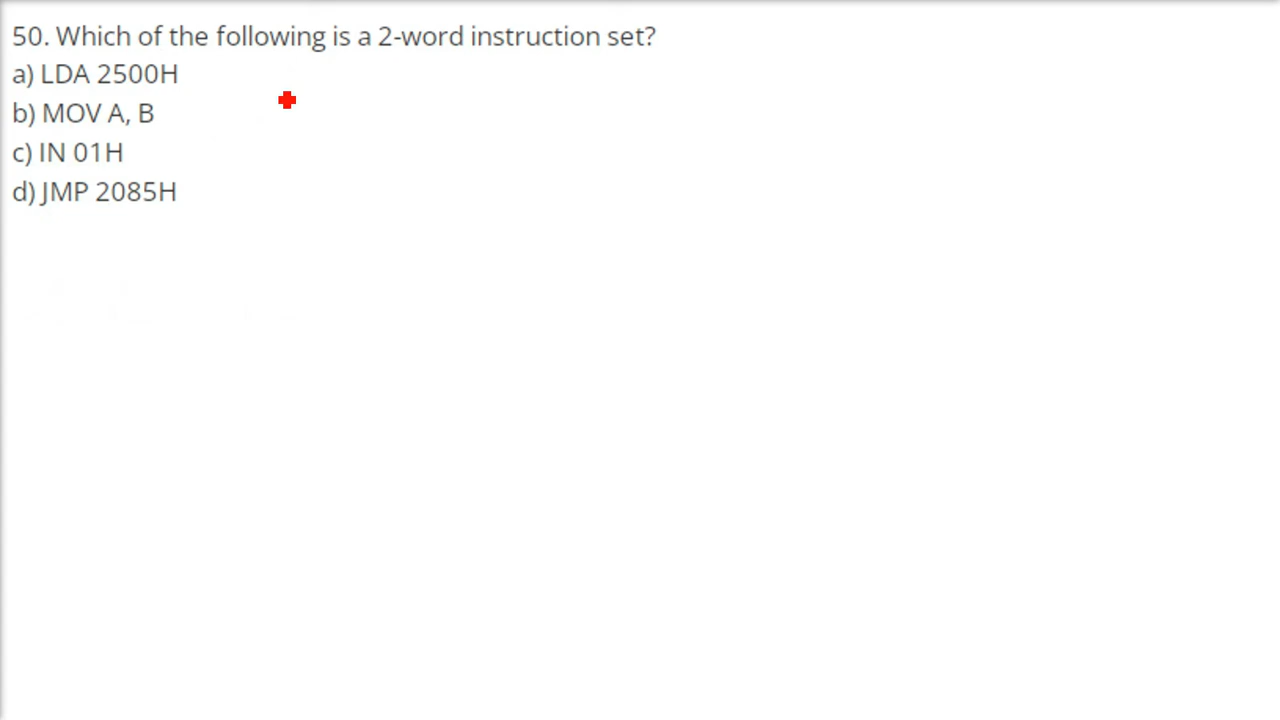 50. Which of the following is a 2-word instruction set?
a) LDA 2500H
b) MOV A, B
c) IN 01H
d) JMP 2085H